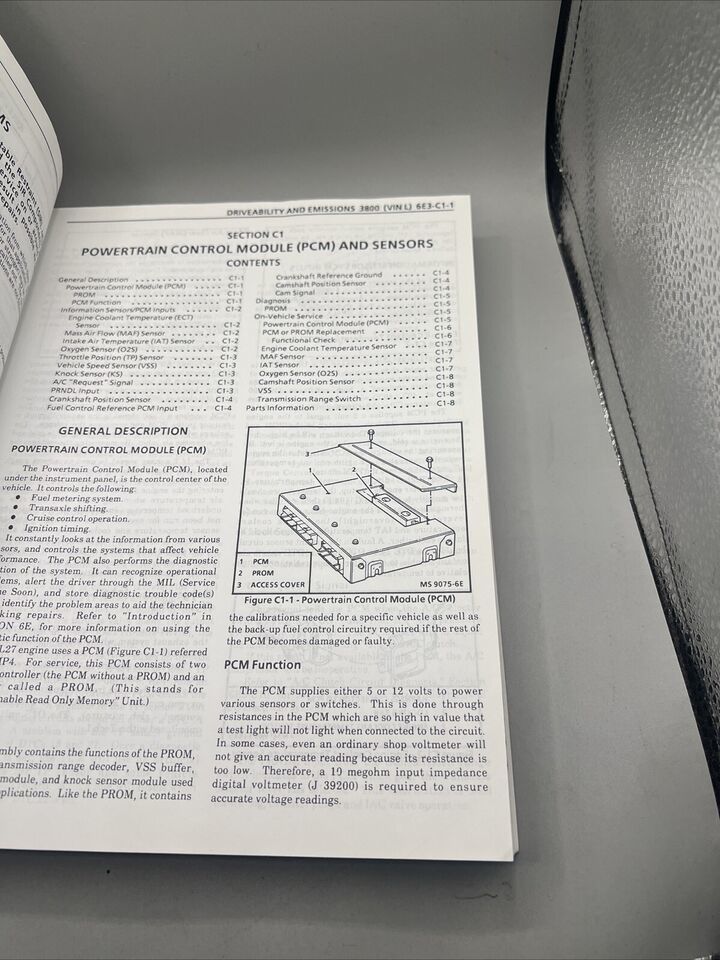 DRIVEABILITY AND EMISSIONS 3800 (VIN L) 6E3-C1-1
SECTION C1
POWERTRAIN CONTROL MODULE (PCM) AND SENSORS
CONTENTS
General Description .................. C1-1
Powertrain Control Module (PCM) ...... C1-1
PROM .................. C1-1
PCM Function .................. C1-1
Information Sensors/PCM Inputs ...... C1-2
Engine Coolant Temperature (ECT)
Sensor .................. C1-2
Mass Air Flow (MAF) Sensor .......... C1-2
Intake Air Temperature (IAT) Sensor .. C1-2
Oxygen Sensor (O2S) .............. C1-2
Throttle Position (TP) Sensor ........ C1-3
Vehicle Speed Sensor (VSS) .......... C1-3
Knock Sensor (KS) .............. C1-3
A/C "Request" Signal .............. C1-3
PRNDL Input .................. C1-3
Crankshaft Position Sensor .......... C1-4
Fuel Control Reference PCM Input ... C1-4
Crankshaft Reference Ground ...... C1-4
Camshaft Position Sensor .......... C1-4
Cam Signal .................. C1-4
Diagnosis .................. C1-5
PROM .................. C1-5
On-Vehicle Service .................. C1-5
Powertrain Control Module (PCM) ...... C1-5
PCM or PROM Replacement .......... C1-6
Functional Check .............. C1-6
Engine Coolant Temperature Sensor .. C1-7
MAF Sensor .................. C1-7
IAT Sensor .................. C1-7
Oxygen Sensor (O2S) .............. C1-7
Camshaft Position Sensor .......... C1-8
VSS .................. C1-8
Transmission Range Switch .......... C1-8
Parts Information .................. C1-8
GENERAL DESCRIPTION
POWERTRAIN CONTROL MODULE (PCM)
The Powertrain Control Module (PCM), located
under the instrument panel, is the control center of the
vehicle. It controls the following:
• Fuel metering system.
• Transaxle shifting.
• Cruise control operation.
• Ignition timing.
It constantly looks at the information from various
sors, and controls the systems that affect vehicle
formance. The PCM also performs the diagnostic
tion of the system. It can recognize operational
lems, alert the driver through the MIL (Service
ne Soon), and store diagnostic trouble code(s)
identify the problem areas to aid the technician
king repairs. Refer to "Introduction" in
ON 6E, for more information on using the
tic function of the PCM.
L27 engine uses a PCM (Figure C1-1) referred
MP4. For service, this PCM consists of two
ontroller (the PCM without a PROM) and an
called a PROM. (This stands for
mable Read Only Memory" Unit.)
mbly contains the functions of the PROM,
ansmission range decoder, VSS buffer,
module, and knock sensor module used
plications. Like the PROM, it contains
3
1
2
1 PCM
2 PROM
3 ACCESS COVER
MS 9075-6E
Figure C1-1 - Powertrain Control Module (PCM)
the calibrations needed for a specific vehicle as well as
the back-up fuel control circuitry required if the rest of
the PCM becomes damaged or faulty.
PCM Function
The PCM supplies either 5 or 12 volts to power
various sensors or switches. This is done through
resistances in the PCM which are so high in value that
a test light will not light when connected to the circuit.
In some cases, even an ordinary shop voltmeter will
not give an accurate reading because its resistance is
too low. Therefore, a 10 megohm input impedance
digital voltmeter (J 39200) is required to ensure
accurate voltage readings.